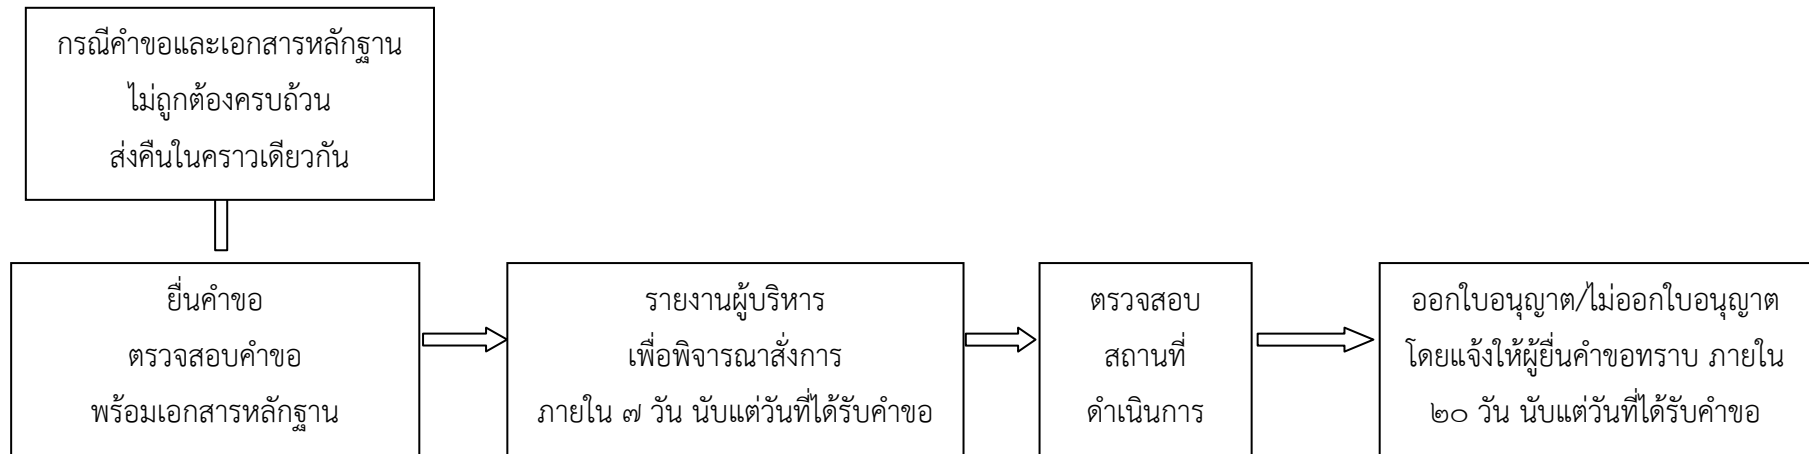 กรณีคำขอและเอกสารหลักฐาน
ไม่ถูกต้องครบถ้วน
ส่งคืนในคราวเดียวกัน
ยื่นคำขอ
ตรวจสอบคำขอ
พร้อมเอกสารหลักฐาน
รายงานผู้บริหาร
เพื่อพิจารณาสั่งการ
ภายใน ๗ วัน นับแต่วันที่ได้รับคำขอ
ตรวจสอบ
สถานที่
ดำเนินการ
ออกใบอนุญาต/ไม่ออกใบอนุญาต
โดยแจ้งให้ผู้ยื่นคำขอทราบ ภายใน
๒๐ วัน นับแต่วันที่ได้รับคำขอ